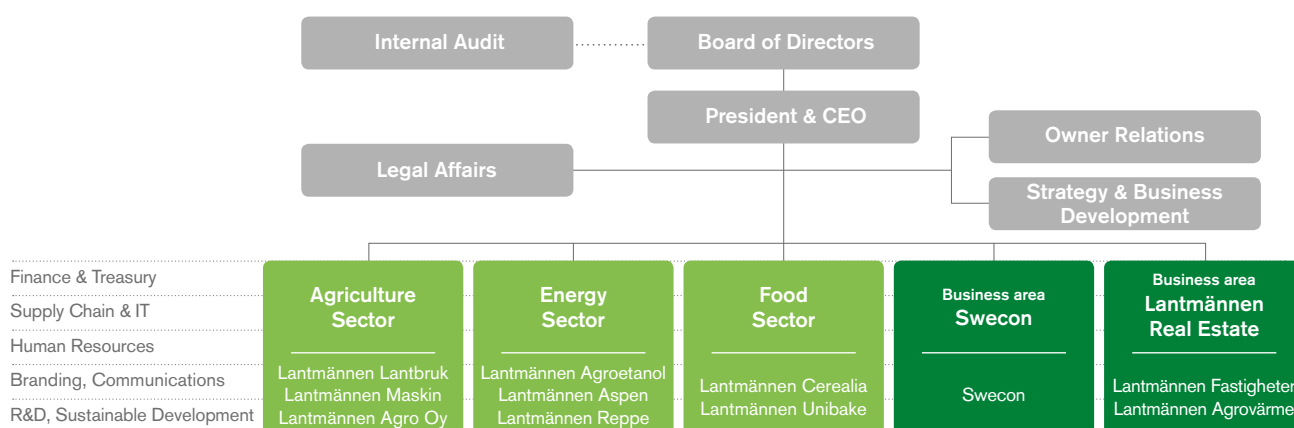 Internal Audit
Board of Directors
President & CEO
Owner Relations
Legal Affairs
Strategy & Business
Development
Finance & Treasury
Supply Chain & IT
Human Resources
Branding, Communications
R&D, Sustainable Development
Agriculture
Sector
Lantmännen Lantbruk
Lantmännen Maskin
Lantmännen Agro Oy
Energy
Sector
Lantmännen Agroetanol
Lantmännen Aspen
Lantmännen Reppe
Food
Sector
Lantmännen Cerealia
Lantmännen Unibake
Business area
Swecon
Swecon
Business area
Lantmännen
Real Estate
Lantmännen Fastigheter
Lantmännen Agrovärme